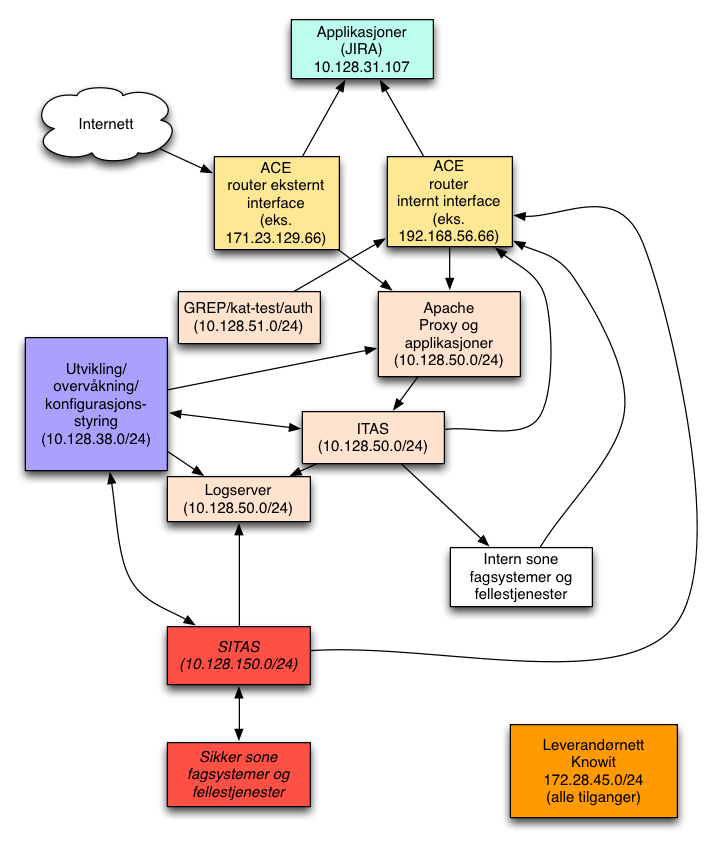 Applikasjoner
(JIRA)
10.128.31.107
Internett
ACE
router eksternt
interface
(eks.
171.23.129.66)
ACE
router
internt interface
(eks.
192.168.56.66)
GREP/kat-test/auth
(10.128.51.0/24)
Apache
Proxy og
applikasjoner
(10.128.50.0/24)
Utvikling/
overvåkning/
konfigurasjons-
styring
(10.128.38.0/24)
ITAS
(10.128.50.0/24)
Logserver
(10.128.50.0/24)
Intern sone
fagsystemer og
fellestjenester
SITAS
(10.128.150.0/24)
Sikker sone
fagsystemer og
fellestjenester
Leverandørnett
Knowit
172.28.45.0/24
(alle tilganger)